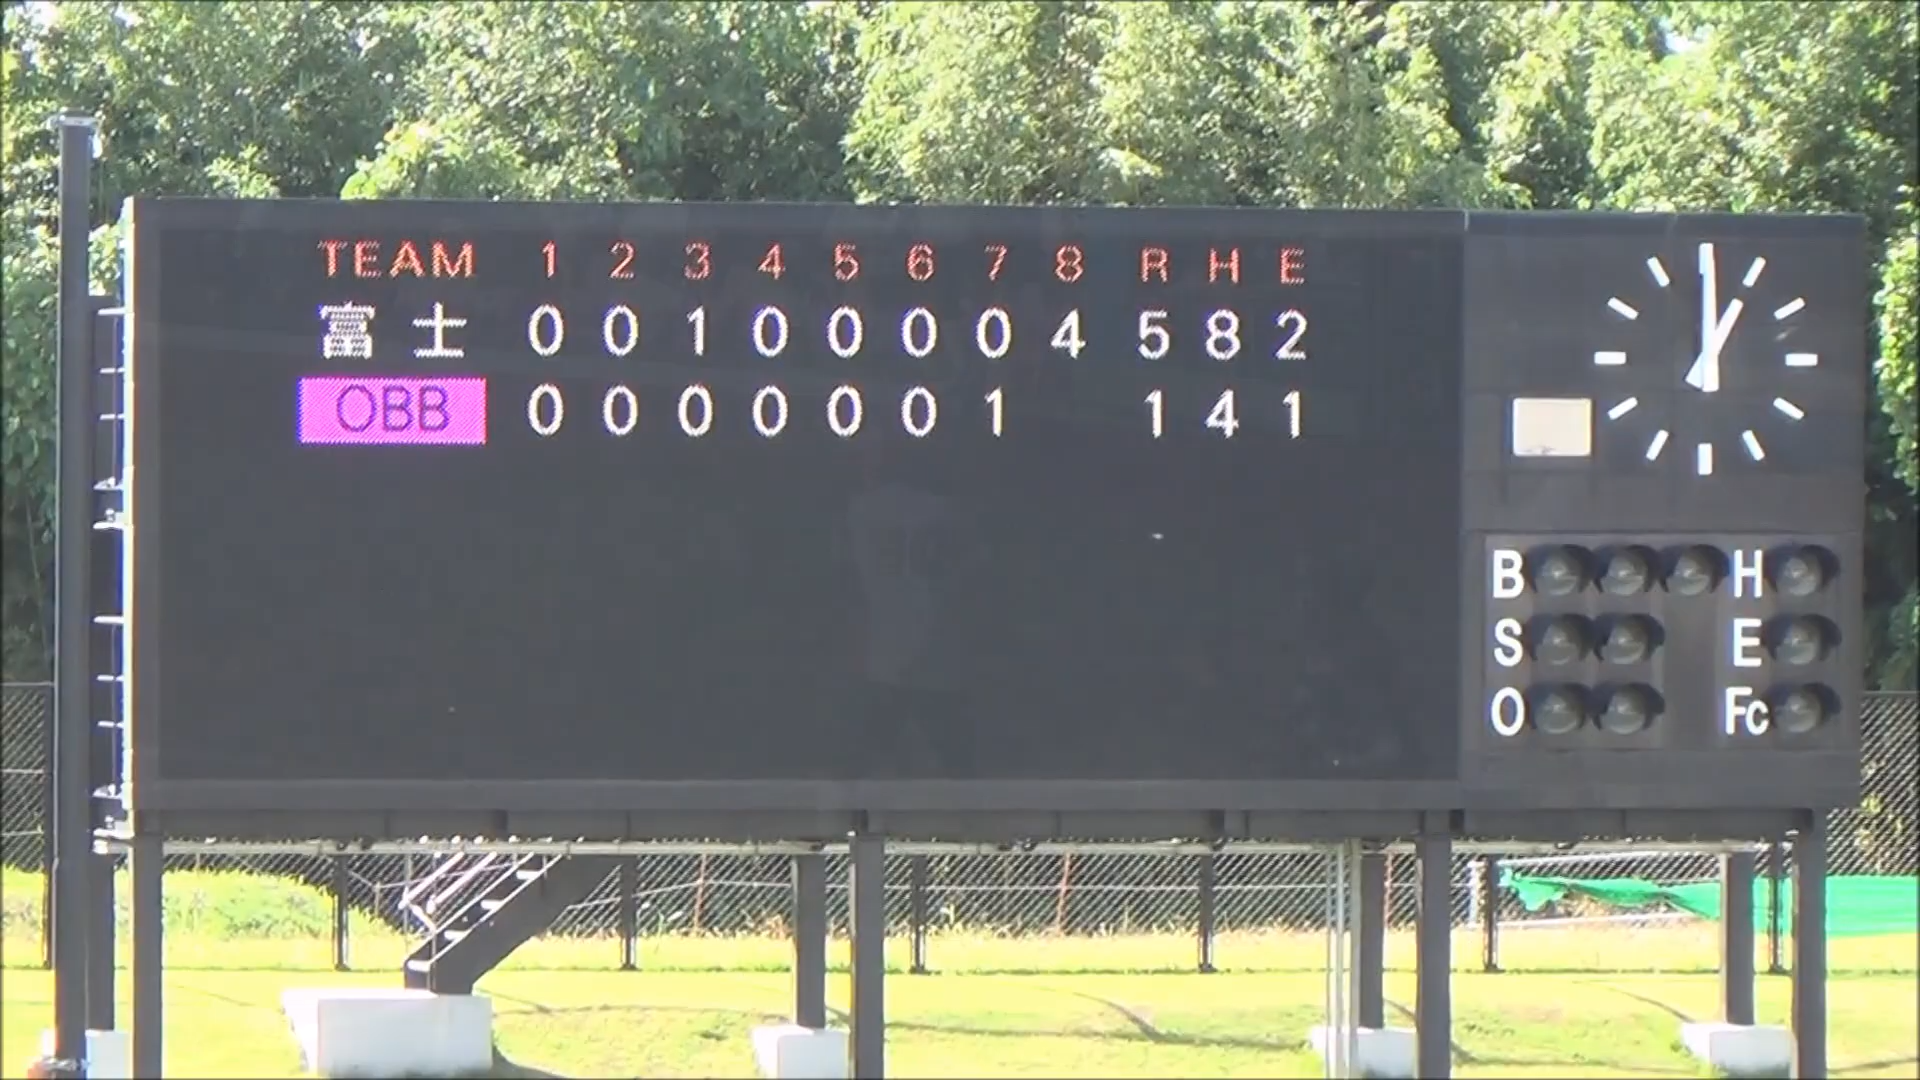 TEAM 1 2 3 4 5 6 7 8 R H E
富士 0 0 1 0 0 0 0 4 5 8 2
OBB 0 0 0 0 0 0 1 1 4 1
B H
S E
O Fc